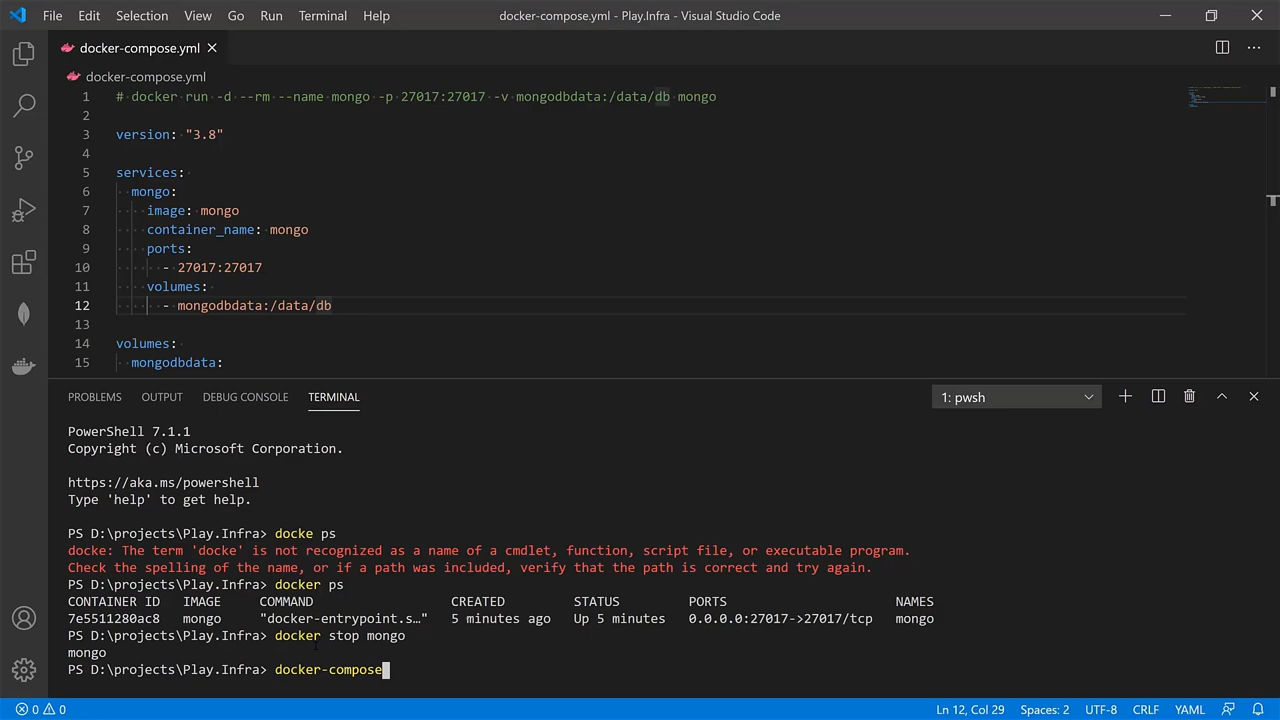 File Edit Selection View Go Run Terminal Help docker-compose.yml - Play.Infra - Visual Studio Code
docker-compose.yml
docker-compose.yml
1 # docker run -d --rm --name mongo -p 27017:27017 -v mongodbdata:/data/db mongo
2
3 version: "3.8"
4
5 services:
6 mongo:
7 image: mongo
8 container_name: mongo
9 ports:
10 - 27017:27017
11 volumes:
12 - mongodbdata:/data/db
13
14 volumes:
15 mongodbdata:
PROBLEMS OUTPUT DEBUG CONSOLE TERMINAL 1: pwsh
PowerShell 7.1.1
Copyright (c) Microsoft Corporation.
https://aka.ms/powershell
Type 'help' to get help.
PS D:\projects\Play.Infra> docke ps
docke: The term 'docke' is not recognized as a name of a cmdlet, function, script file, or executable program.
Check the spelling of the name, or if a path was included, verify that the path is correct and try again.
PS D:\projects\Play.Infra> docker ps
CONTAINER ID IMAGE COMMAND CREATED STATUS PORTS NAMES
7e5511280ac8 mongo "docker-entrypoint.s…" 5 minutes ago Up 5 minutes 0.0.0.0:27017->27017/tcp mongo
PS D:\projects\Play.Infra> docker stop mongo
mongo
PS D:\projects\Play.Infra> docker-compose
0 0 Ln 12, Col 29 Spaces: 2 UTF-8 CRLF YAML